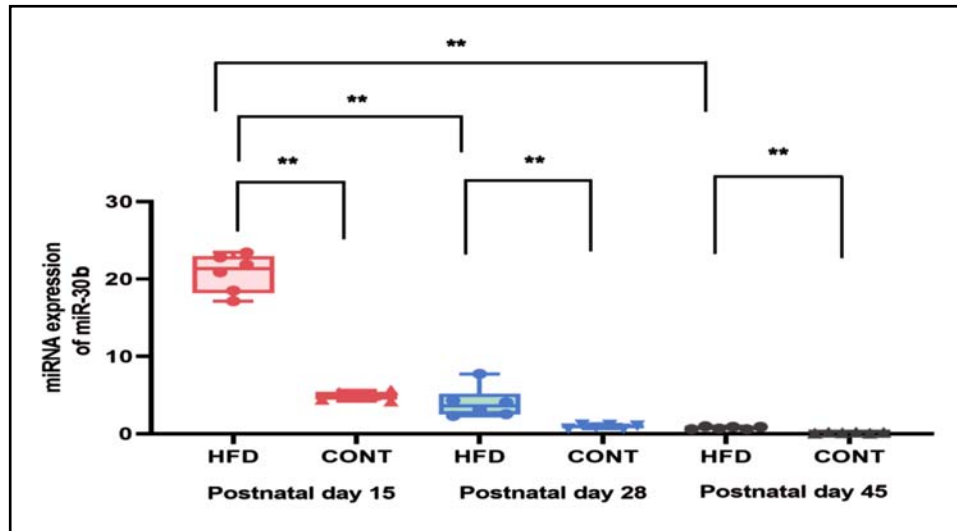 **
**
**
**
**
30
20
10
0
miRNA expression
of miR-30b
HFD CONT HFD CONT HFD CONT
Postnatal day 15 Postnatal day 28 Postnatal day 45